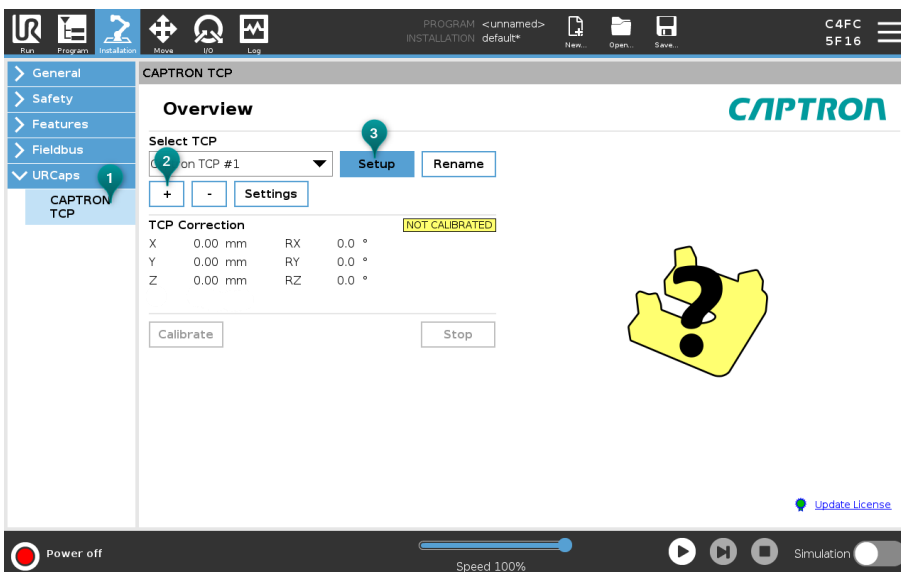 PROGRAM <unnamed>
INSTALLATION default*
C4FC
5F16
Run Program Installation Move I/O Log New... Open... Save...
General
Safety
Features
Fieldbus
URCaps
CAPTRON
TCP
CAPTRON TCP
Overview
CAPTRON
Select TCP
on TCP #1
Setup
Rename
+
-
Settings
1
2
3
TCP Correction
NOT CALIBRATED
X 0.00 mm RX 0.0 °
Y 0.00 mm RY 0.0 °
Z 0.00 mm RZ 0.0 °
Calibrate
Stop
?
Update License
Power off
Speed 100%
Simulation